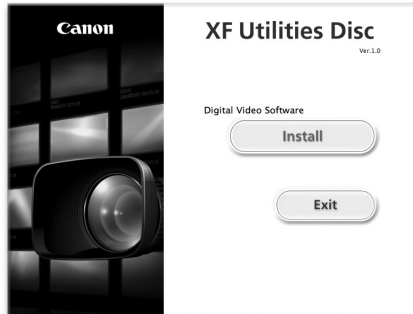 Canon
XF Utilities Disc
Ver.1.0
Digital Video Software
Install
Exit